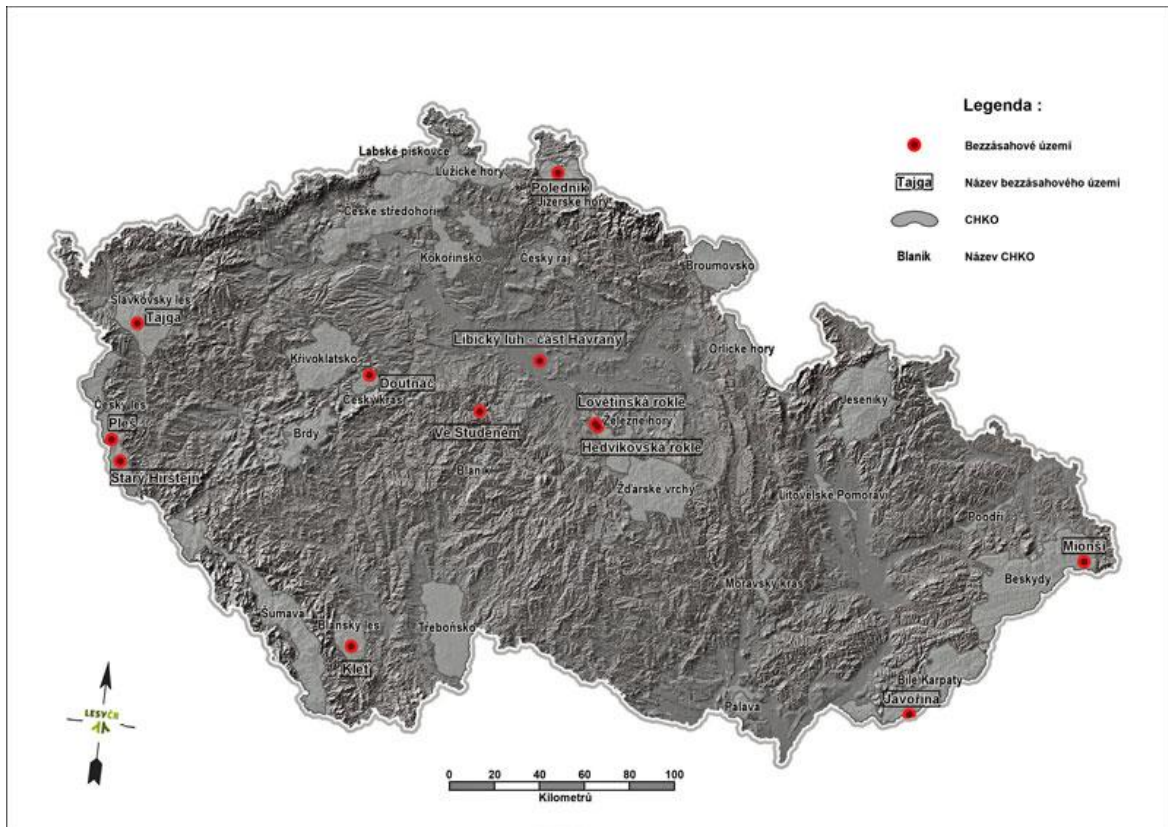 Legenda :
Bezzásahové území
Tajga
Název bezzásahového území
CHKO
Blaník
Název CHKO
Labské pískovce
Lužické hory
Poledník
Jizerské hory
České středohoří
Kokořínsko
Český ráj
Broumovsko
Slavkovský les
Tajga
Libický luh - část Havrany
Orlické hory
Křivoklátsko
Doutnáč
Český kras
Lovětínská rokle
Železné hory
Jeseníky
Český les
Pleš
Brdy
Ve Studeném
Hedvíkovská rokle
Starý Hirštejn
Blaník
Žďárské vrchy
Litovelské Pomoraví
Poodří
Mionší
Moravský kras
Beskydy
Šumava
Blanský les
Třeboňsko
Kleť
Bílé Karpaty
Javořina
Pálava
LESY ČR
0 20 40 60 80 100
Kilometrů